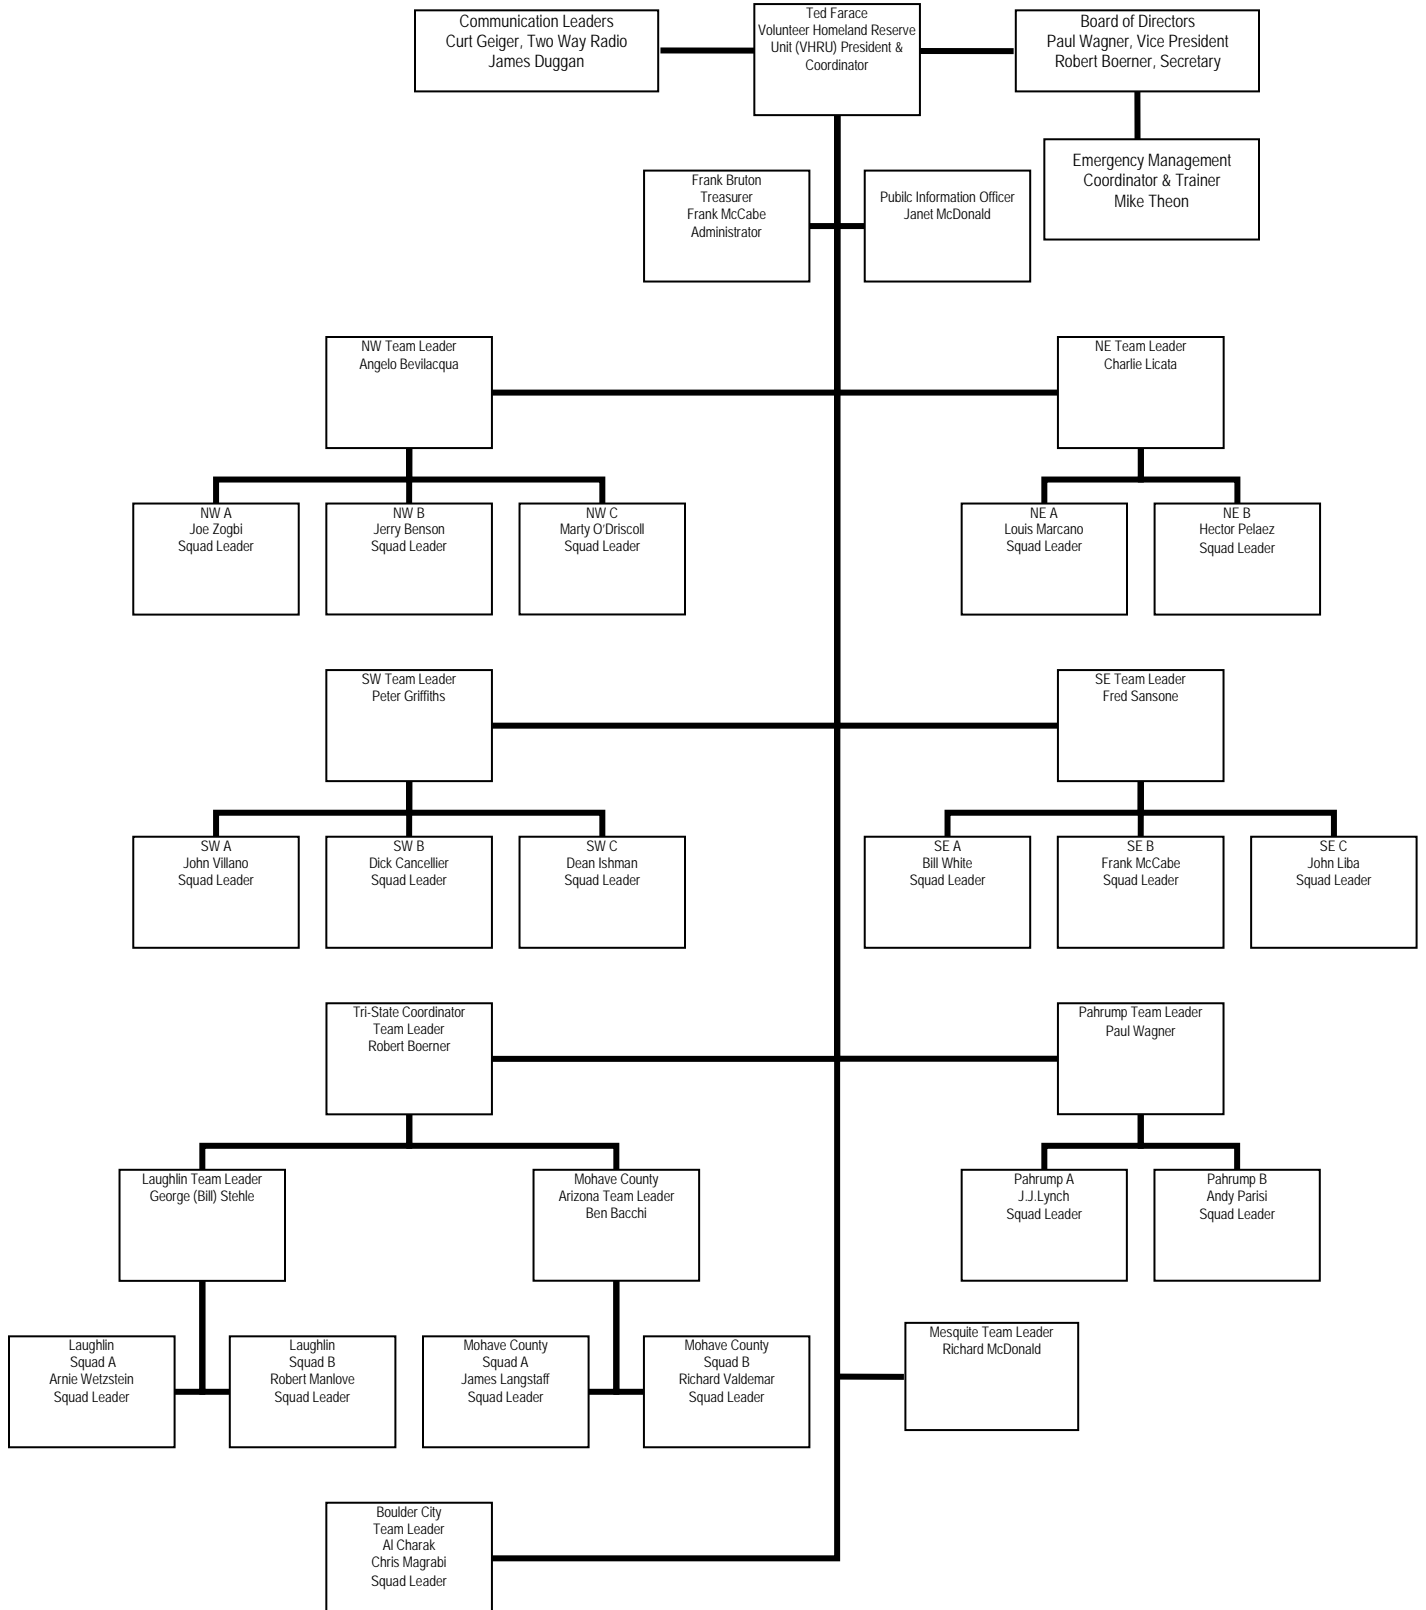 Communication Leaders
Curt Geiger, Two Way Radio
James Duggan
Ted Farace
Volunteer Homeland Reserve
Unit (VHRU) President &
Coordinator
Board of Directors
Paul Wagner, Vice President
Robert Boerner, Secretary
Emergency Management
Coordinator & Trainer
Mike Theon
Frank Bruton
Treasurer
Frank McCabe
Administrator
Pubilc Information Officer
Janet McDonald
NW Team Leader
Angelo Bevilacqua
NE Team Leader
Charlie Licata
NW A
Joe Zogbi
Squad Leader
NW B
Jerry Benson
Squad Leader
NW C
Marty O'Driscoll
Squad Leader
NE A
Louis Marcano
Squad Leader
NE B
Hector Pelaez
Squad Leader
SW Team Leader
Peter Griffiths
SE Team Leader
Fred Sansone
SW A
John Villano
Squad Leader
SW B
Dick Cancellier
Squad Leader
SW C
Dean Ishman
Squad Leader
SE A
Bill White
Squad Leader
SE B
Frank McCabe
Squad Leader
SE C
John Liba
Squad Leader
Tri-State Coordinator
Team Leader
Robert Boerner
Pahrump Team Leader
Paul Wagner
Laughlin Team Leader
George (Bill) Stehle
Mohave County
Arizona Team Leader
Ben Bacchi
Pahrump A
J.J.Lynch
Squad Leader
Pahrump B
Andy Parisi
Squad Leader
Laughlin
Squad A
Arnie Wetzstein
Squad Leader
Laughlin
Squad B
Robert Manlove
Squad Leader
Mohave County
Squad A
James Langstaff
Squad Leader
Mohave County
Squad B
Richard Valdemar
Squad Leader
Mesquite Team Leader
Richard McDonald
Boulder City
Team Leader
Al Charak
Chris Magrabi
Squad Leader